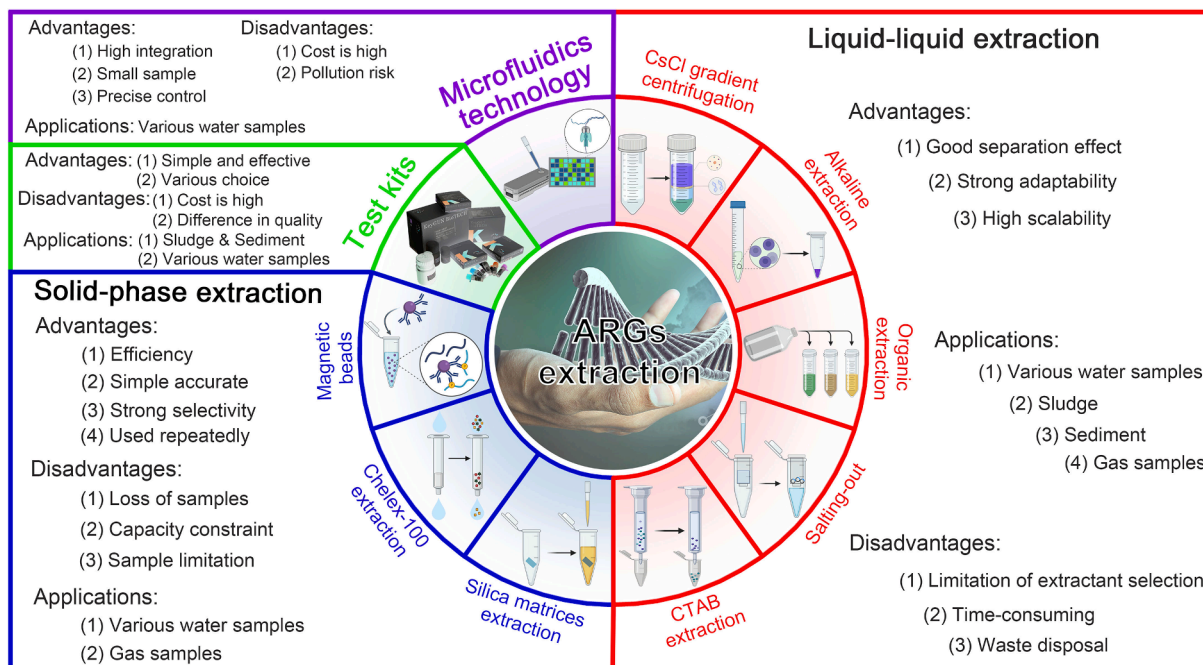 Advantages:
(1) High integration
(2) Small sample
(3) Precise control
Disadvantages:
(1) Cost is high
(2) Pollution risk
Applications: Various water samples
Microfluidics
technology
Advantages: (1) Simple and effective
(2) Various choice
Disadvantages: (1) Cost is high
(2) Difference in quality
Applications: (1) Sludge & Sediment
(2) Various water samples
Test kits
Solid-phase extraction
Advantages:
(1) Efficiency
(2) Simple accurate
(3) Strong selectivity
(4) Used repeatedly
Disadvantages:
(1) Loss of samples
(2) Capacity constraint
(3) Sample limitation
Applications:
(1) Various water samples
(2) Gas samples
Magnetic
beads
Chelex-100
extraction
Silica matrices
extraction
ARGs
extraction
Liquid-liquid extraction
CsCl gradient
centrifugation
Alkaline
extraction
Organic
extraction
Salting-out
CTAB
extraction
Advantages:
(1) Good separation effect
(2) Strong adaptability
(3) High scalability
Applications:
(1) Various water samples
(2) Sludge
(3) Sediment
(4) Gas samples
Disadvantages:
(1) Limitation of extractant selection
(2) Time-consuming
(3) Waste disposal